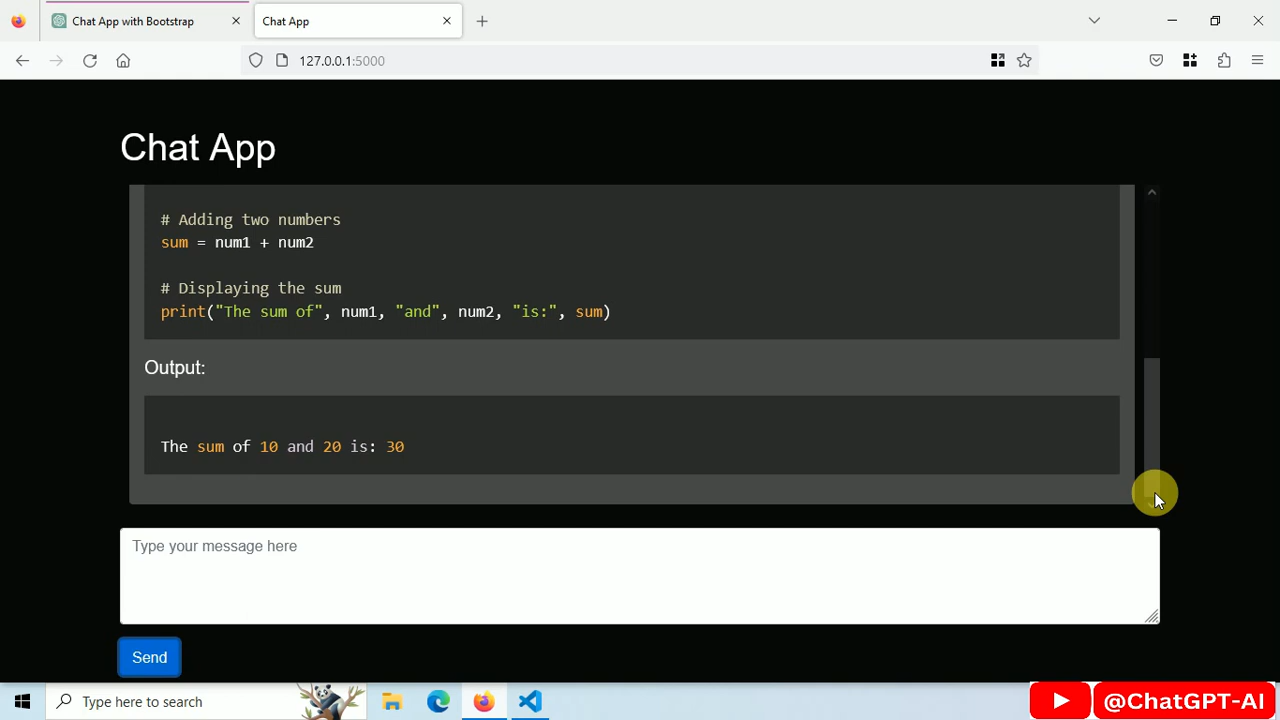 Chat App with Bootstrap
Chat App
127.0.0.1:5000
Chat App
# Adding two numbers
sum = num1 + num2
# Displaying the sum
print("The sum of", num1, "and", num2, "is:", sum)
Output:
The sum of 10 and 20 is: 30
Type your message here
Send
Type here to search
@ChatGPT-AI